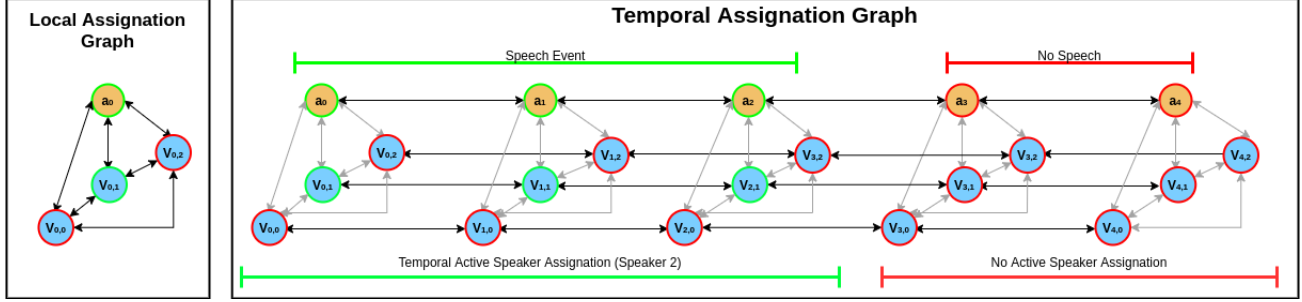 Local Assignation
Graph
a₀
V₀,₂
V₀,₁
V₀,₀
Temporal Assignation Graph
Speech Event
No Speech
a₀
a₁
a₂
a₃
a₄
V₀,₂
V₁,₂
V₃,₂
V₃,₂
V₄,₂
V₀,₁
V₁,₁
V₂,₁
V₃,₁
V₄,₁
V₀,₀
V₁,₀
V₂,₀
V₃,₀
V₄,₀
Temporal Active Speaker Assignation (Speaker 2)
No Active Speaker Assignation